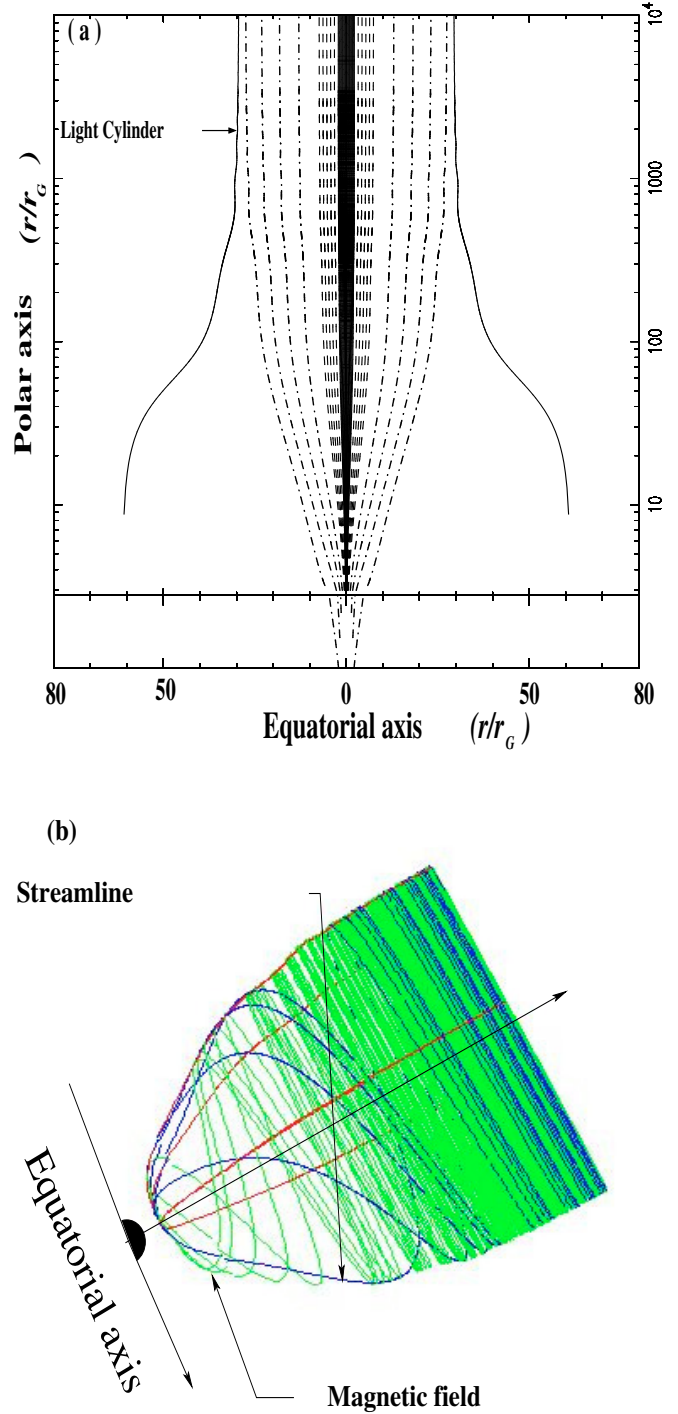 (a)
10⁴
Light Cylinder
1000
100
10
Polar axis (r/r_G)
80 50 0 50 80
Equatorial axis (r/r_G)
(b)
Streamline
Equatorial axis
Magnetic field